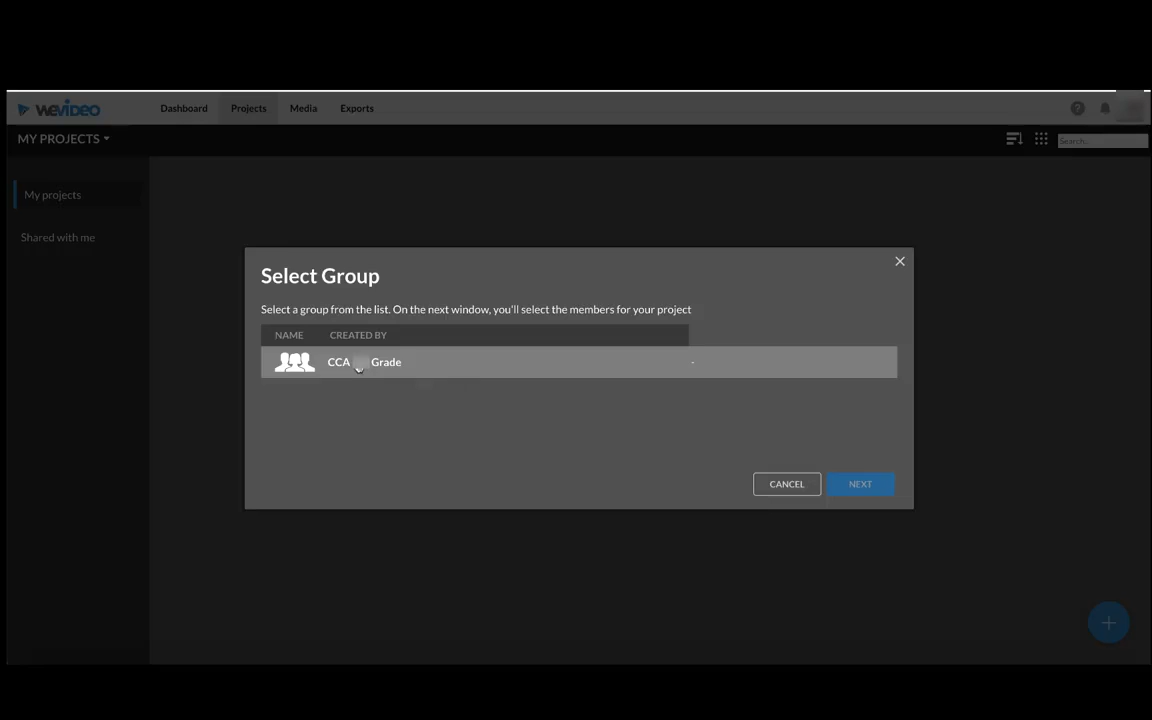 WEVIDEO
Dashboard
Projects
Media
Exports
?
MY PROJECTS
Search...
My projects
Shared with me
Select Group
Select a group from the list. On the next window, you'll select the members for your project
NAME
CREATED BY
CCA Grade
-
CANCEL
NEXT